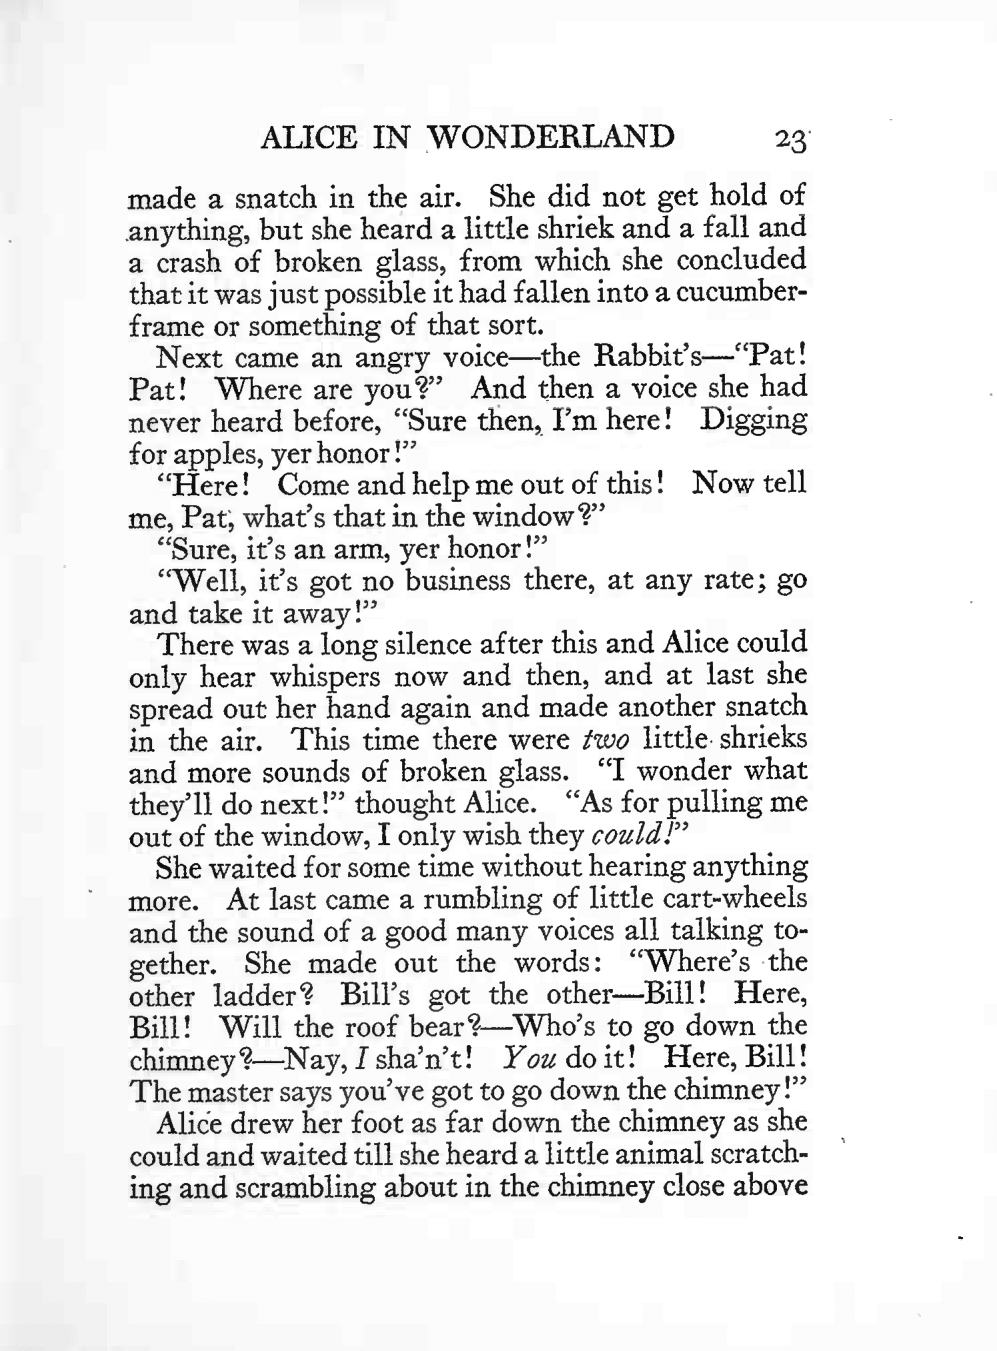 ALICE IN WONDERLAND 23
made a snatch in the air. She did not get hold of
anything, but she heard a little shriek and a fall and
a crash of broken glass, from which she concluded
that it was just possible it had fallen into a cucumber-
frame or something of that sort.
Next came an angry voice—the Rabbit's—“Pat!
Pat! Where are you?” And then a voice she had
never heard before, “Sure then, I'm here! Digging
for apples, yer honor!”
“Here! Come and help me out of this! Now tell
me, Pat, what's that in the window?”
“Sure, it's an arm, yer honor!”
“Well, it's got no business there, at any rate; go
and take it away!”
There was a long silence after this and Alice could
only hear whispers now and then, and at last she
spread out her hand again and made another snatch
in the air. This time there were two little shrieks
and more sounds of broken glass. “I wonder what
they'll do next!” thought Alice. “As for pulling me
out of the window, I only wish they could!”
She waited for some time without hearing anything
more. At last came a rumbling of little cart-wheels
and the sound of a good many voices all talking to-
gether. She made out the words: “Where's the
other ladder? Bill's got the other—Bill! Here,
Bill! Will the roof bear?—Who's to go down the
chimney?—Nay, I sha'n't! You do it! Here, Bill!
The master says you've got to go down the chimney!”
Alice drew her foot as far down the chimney as she
could and waited till she heard a little animal scratch-
ing and scrambling about in the chimney close above